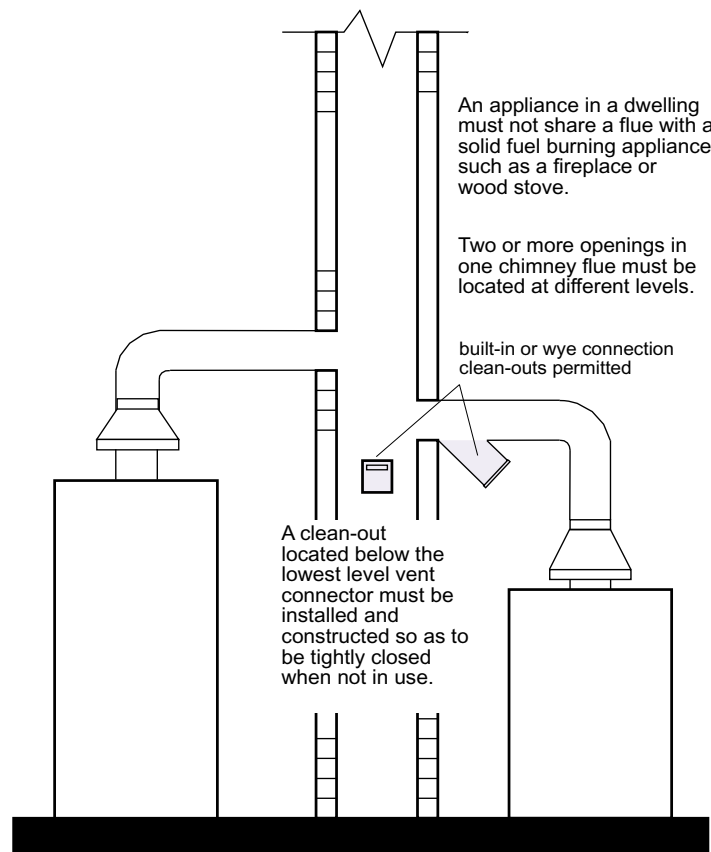 An appliance in a dwelling
must not share a flue with a
solid fuel burning appliance
such as a fireplace or
wood stove.
Two or more openings in
one chimney flue must be
located at different levels.
built-in or wye connection
clean-outs permitted
A clean-out
located below the
lowest level vent
connector must be
installed and
constructed so as to
be tightly closed
when not in use.